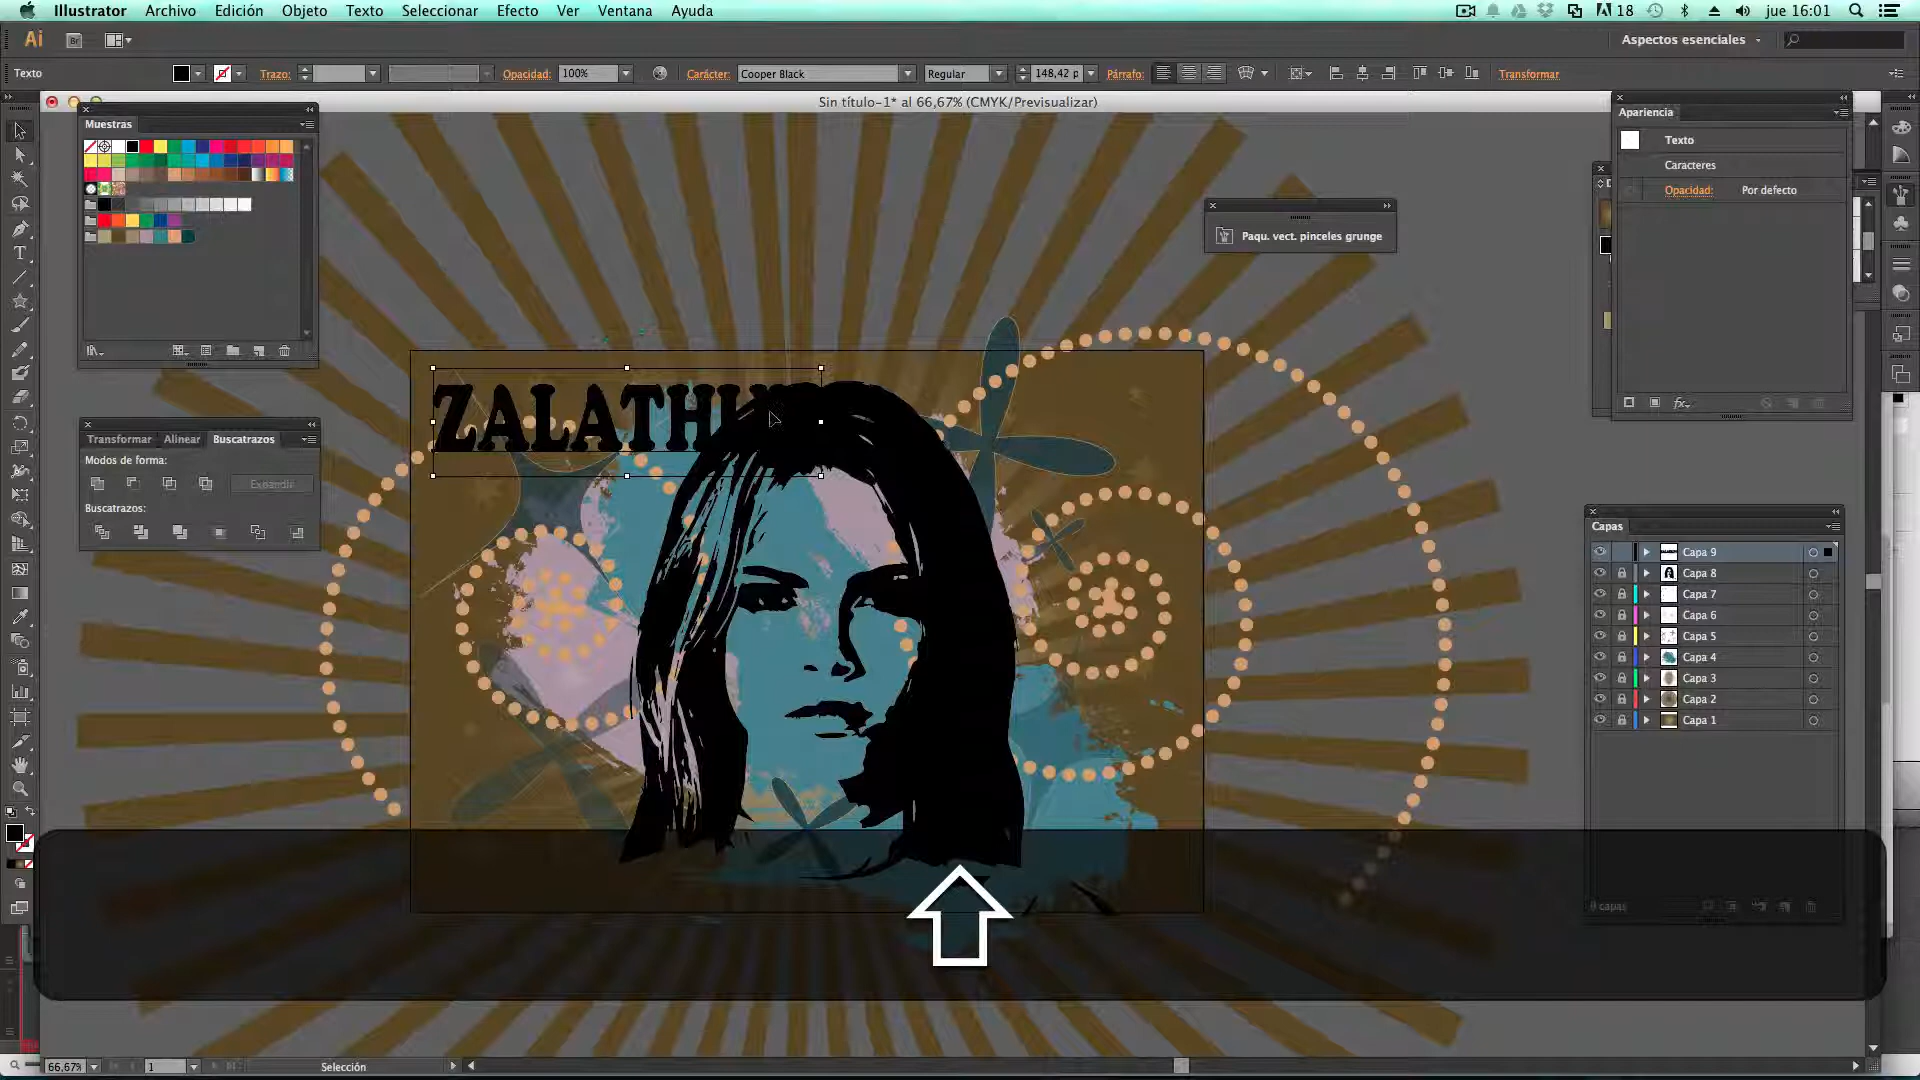 Illustrator Archivo Edición Objeto Texto Seleccionar Efecto Ver Ventana Ayuda 18 jue 16:01
Ai Br Aspectos esenciales
Texto Trazo: Opacidad: 100% Carácter: Cooper Black Regular 148,42 p Párrafo: Transformar
Sin título-1* al 66,67% (CMYK/Previsualizar)
Muestras
Apariencia
Texto
Caracteres
Opacidad: Por defecto
Paqu. vect. pinceles grunge
Transformar Alinear Buscatrazos
Modos de forma:
Expandir
Buscatrazos:
Capas
Capa 9
Capa 8
Capa 7
Capa 6
Capa 5
Capa 4
Capa 3
Capa 2
Capa 1
capas
66,67% 1 Selección